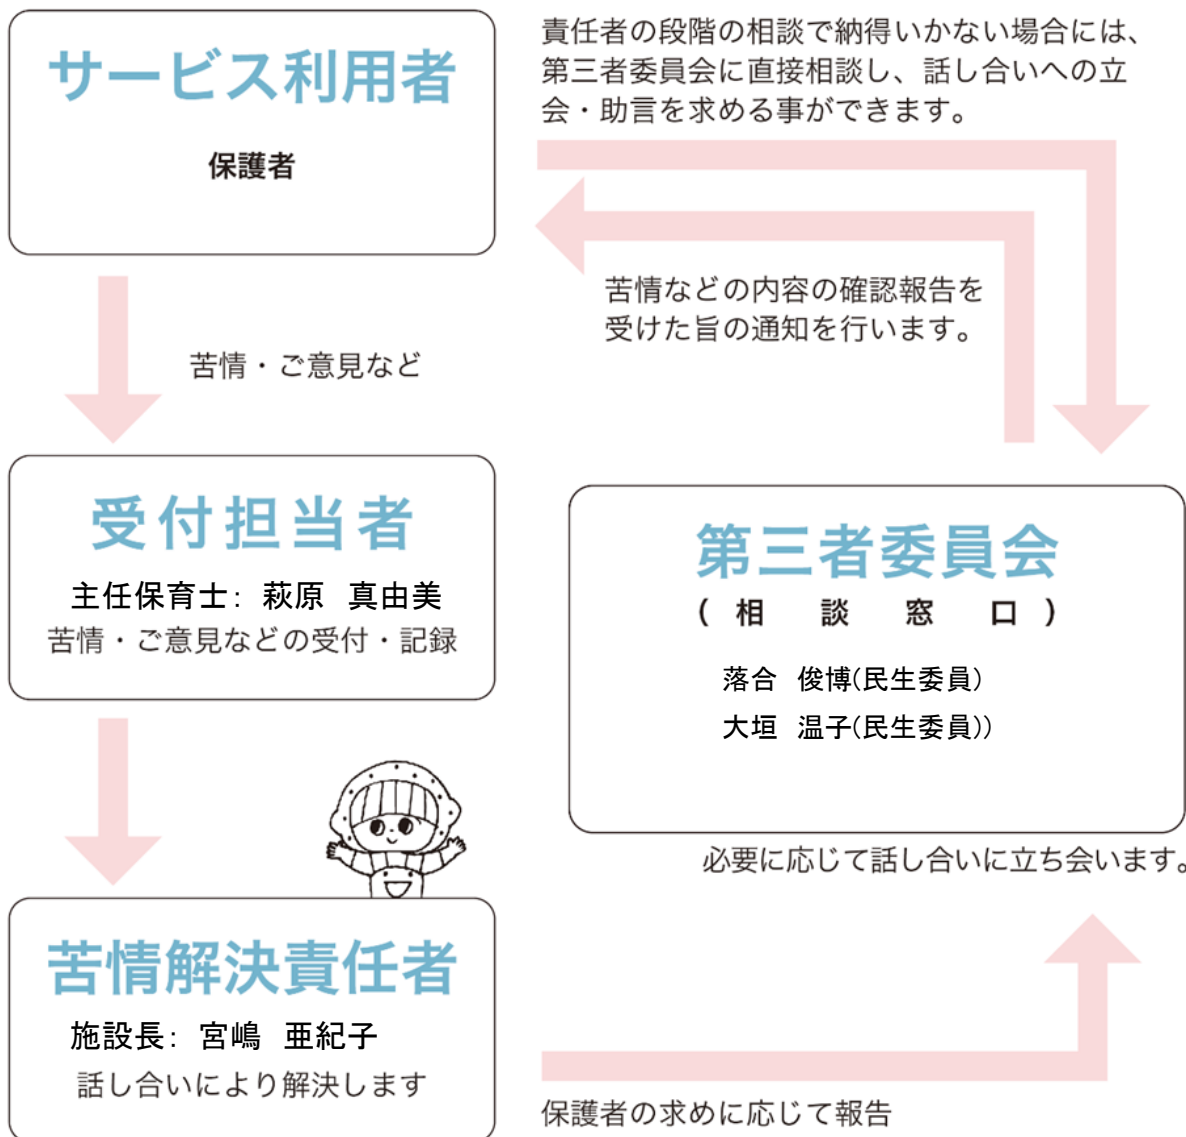 サービス利用者
保護者
責任者の段階の相談で納得いかない場合には、
第三者委員会に直接相談し、話し合いへの立
会・助言を求める事ができます。
苦情などの内容の確認報告を
受けた旨の通知を行います。
苦情・ご意見など
受付担当者
主任保育士: 萩原 真由美
苦情・ご意見などの受付・記録
第三者委員会
(相談窓口)
落合 俊博(民生委員)
大垣 温子(民生委員))
必要に応じて話し合いに立ち会います。
苦情解決責任者
施設長: 宮嶋 亜紀子
話し合いにより解決します
保護者の求めに応じて報告